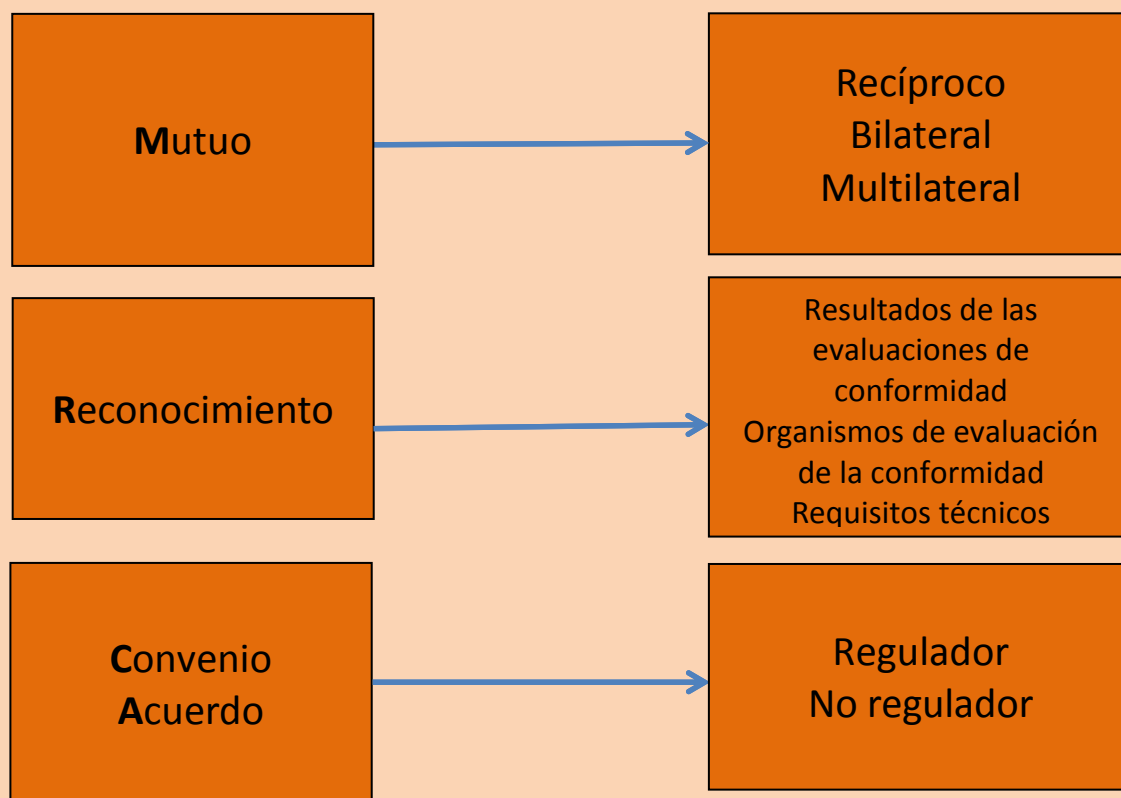 Mutuo
Recíproco
Bilateral
Multilateral
Reconocimiento
Resultados de las
evaluaciones de
conformidad
Organismos de evaluación
de la conformidad
Requisitos técnicos
Convenio
Acuerdo
Regulador
No regulador